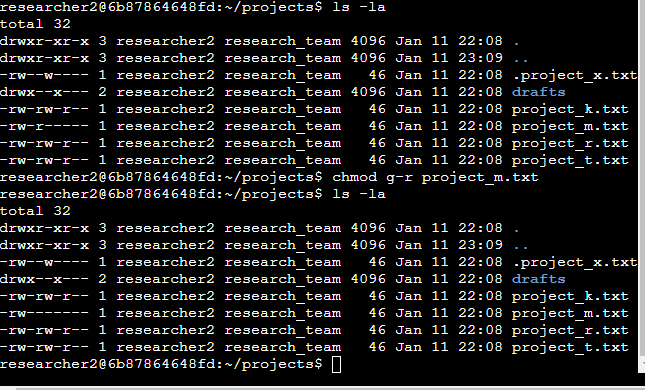 researcher2@6b87864648fd:~/projects$ ls -la
total 32
drwxr-xr-x 3 researcher2 research_team 4096 Jan 11 22:08 .
drwxr-xr-x 3 researcher2 research_team 4096 Jan 11 23:09 ..
-rw--w---- 1 researcher2 research_team   46 Jan 11 22:08 .project_x.txt
drwx--x--- 2 researcher2 research_team 4096 Jan 11 22:08 drafts
-rw-rw-r-- 1 researcher2 research_team   46 Jan 11 22:08 project_k.txt
-rw-r----- 1 researcher2 research_team   46 Jan 11 22:08 project_m.txt
-rw-rw-r-- 1 researcher2 research_team   46 Jan 11 22:08 project_r.txt
-rw-rw-r-- 1 researcher2 research_team   46 Jan 11 22:08 project_t.txt
researcher2@6b87864648fd:~/projects$ chmod g-r project_m.txt
researcher2@6b87864648fd:~/projects$ ls -la
total 32
drwxr-xr-x 3 researcher2 research_team 4096 Jan 11 22:08 .
drwxr-xr-x 3 researcher2 research_team 4096 Jan 11 23:09 ..
-rw--w---- 1 researcher2 research_team   46 Jan 11 22:08 .project_x.txt
drwx--x--- 2 researcher2 research_team 4096 Jan 11 22:08 drafts
-rw-rw-r-- 1 researcher2 research_team   46 Jan 11 22:08 project_k.txt
-rw------- 1 researcher2 research_team   46 Jan 11 22:08 project_m.txt
-rw-rw-r-- 1 researcher2 research_team   46 Jan 11 22:08 project_r.txt
-rw-rw-r-- 1 researcher2 research_team   46 Jan 11 22:08 project_t.txt
researcher2@6b87864648fd:~/projects$